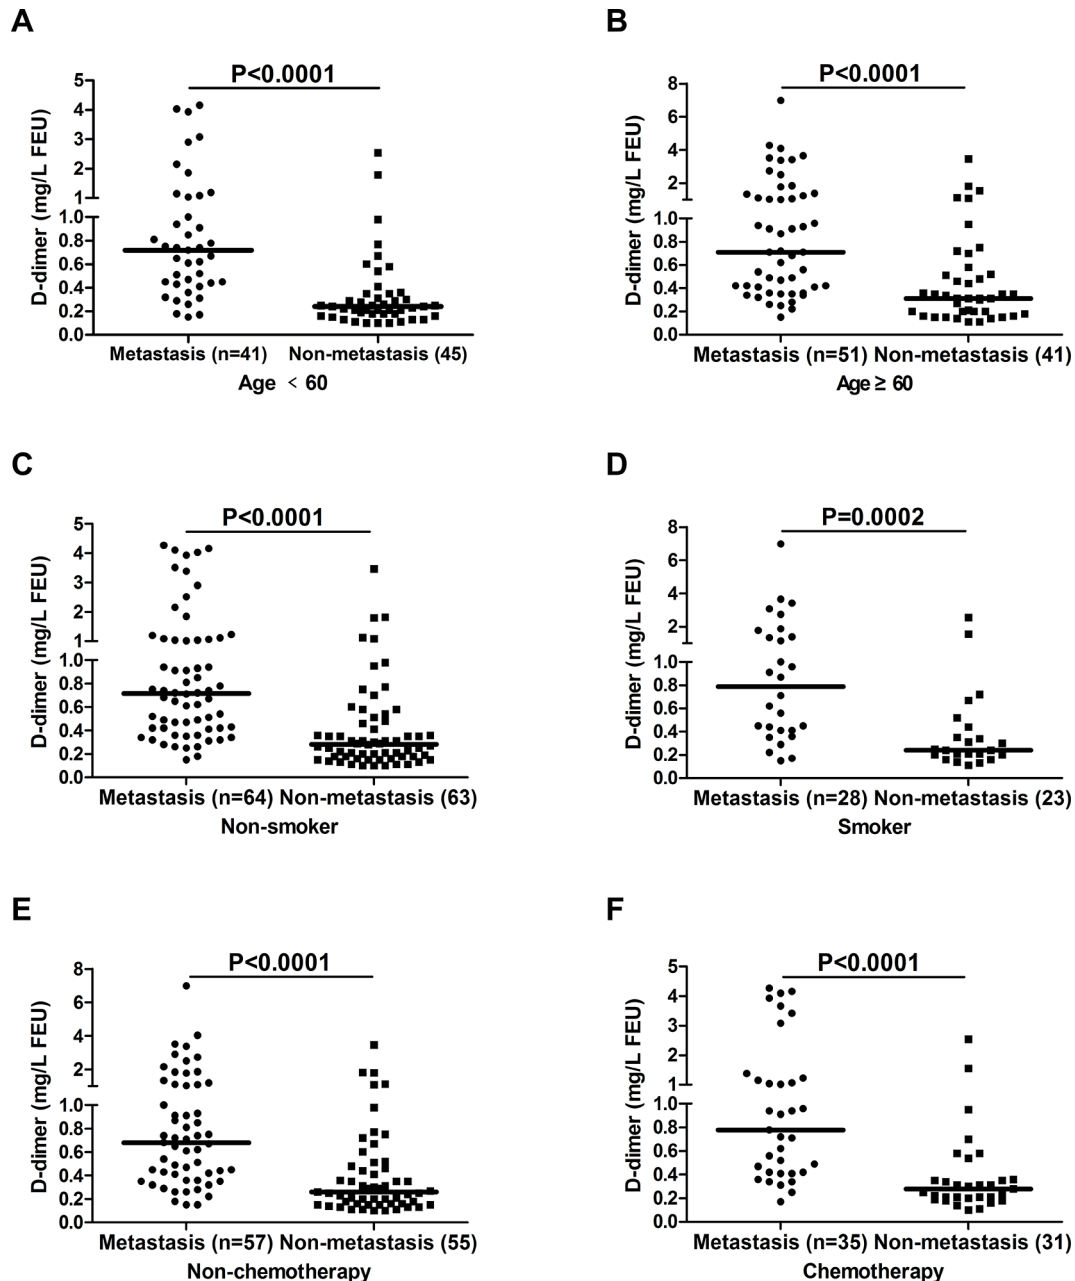 A
P<0.0001
D-dimer (mg/L FEU)
5
4
3
2
1
1.0
0.8
0.6
0.4
0.2
0.0
Metastasis (n=41) Non-metastasis (45)
Age < 60
B
P<0.0001
D-dimer (mg/L FEU)
8
6
4
2
1.0
0.8
0.6
0.4
0.2
0.0
Metastasis (n=51) Non-metastasis (41)
Age ≥ 60
C
P<0.0001
D-dimer (mg/L FEU)
5
4
3
2
1
1.0
0.8
0.6
0.4
0.2
0.0
Metastasis (n=64) Non-metastasis (63)
Non-smoker
D
P=0.0002
D-dimer (mg/L FEU)
8
6
4
2
1.0
0.8
0.6
0.4
0.2
0.0
Metastasis (n=28) Non-metastasis (23)
Smoker
E
P<0.0001
D-dimer (mg/L FEU)
8
6
4
2
1.0
0.8
0.6
0.4
0.2
0.0
Metastasis (n=57) Non-metastasis (55)
Non-chemotherapy
F
P<0.0001
D-dimer (mg/L FEU)
5
4
3
2
1
1.0
0.8
0.6
0.4
0.2
0.0
Metastasis (n=35) Non-metastasis (31)
Chemotherapy